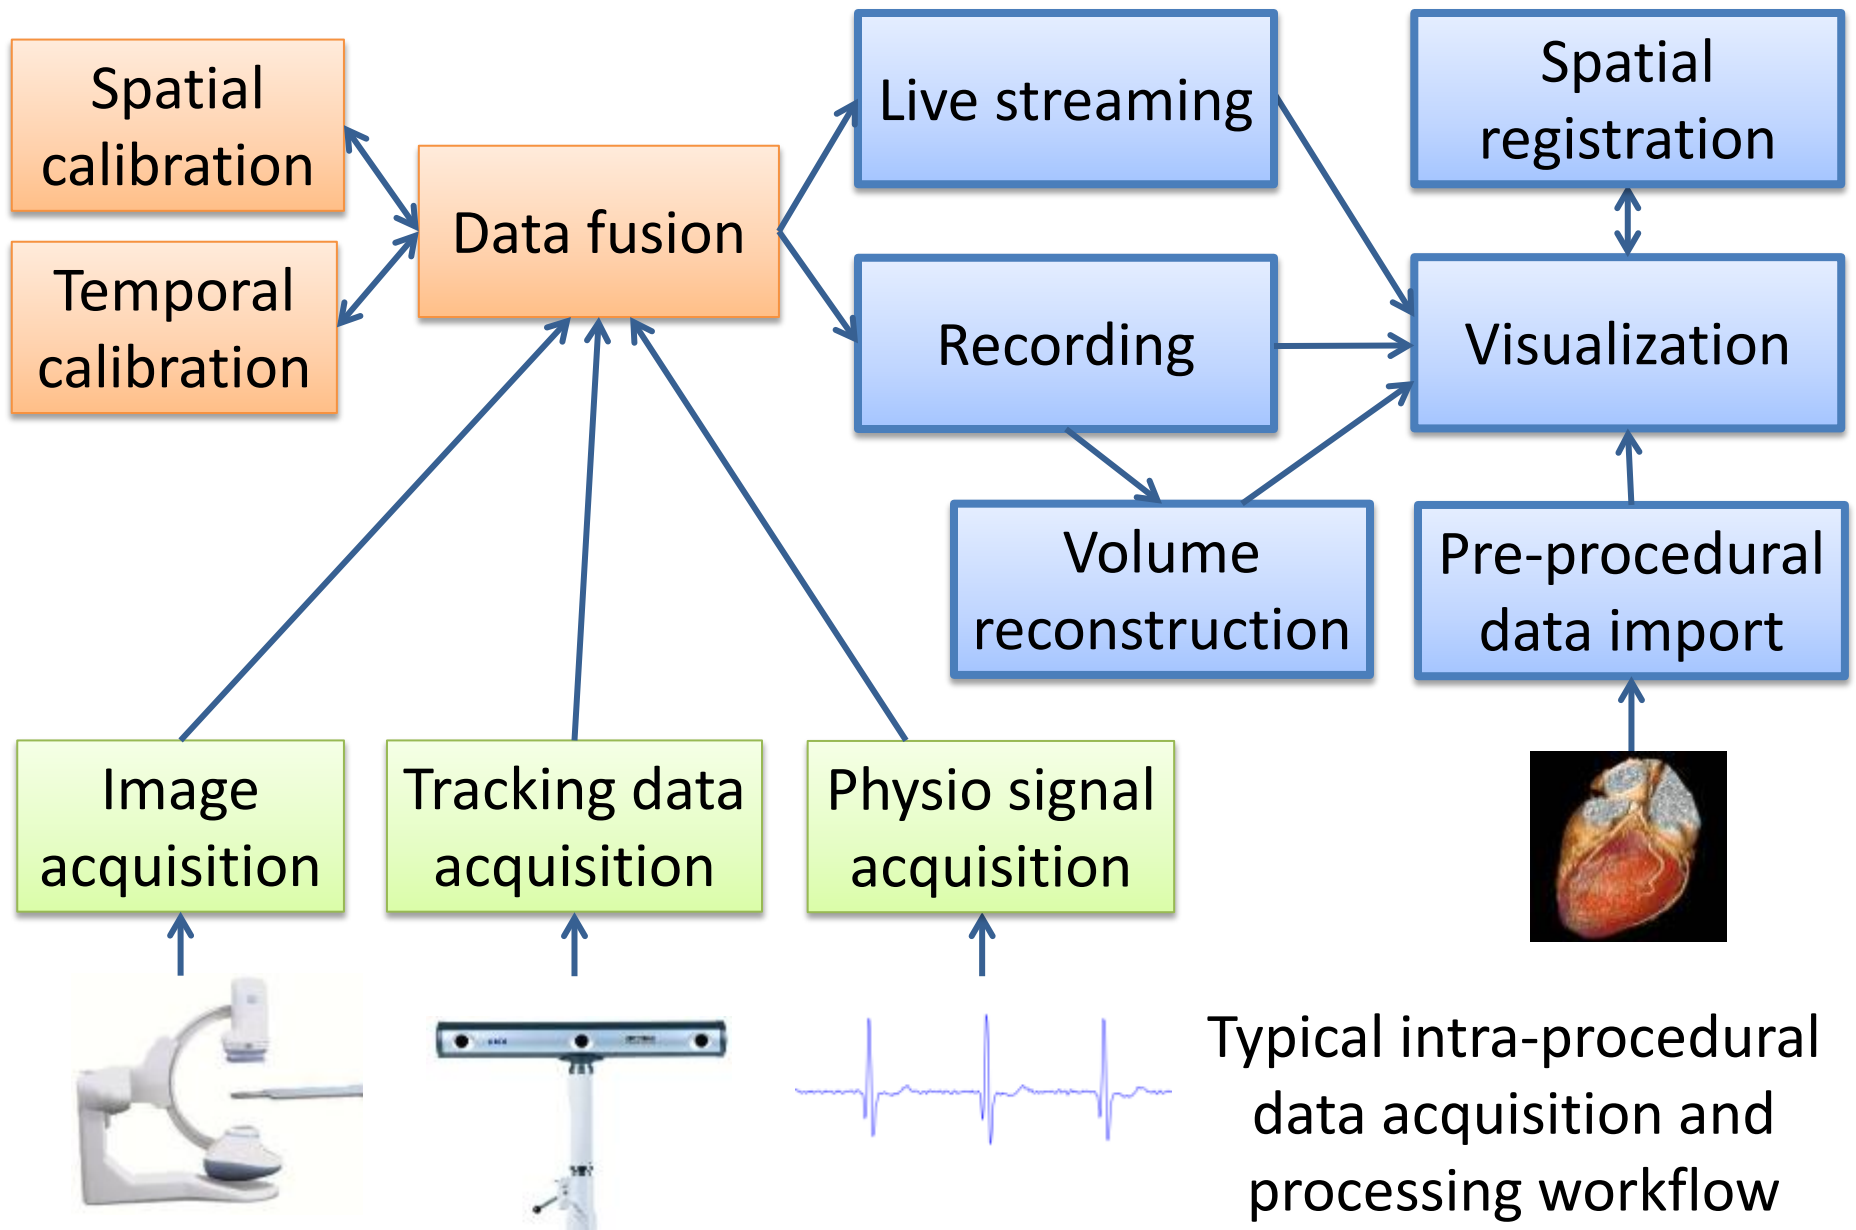 Spatial
calibration
Temporal
calibration
Data fusion
Live streaming
Recording
Volume
reconstruction
Spatial
registration
Visualization
Pre-procedural
data import
Image
acquisition
Tracking data
acquisition
Physio signal
acquisition
Typical intra-procedural
data acquisition and
processing workflow